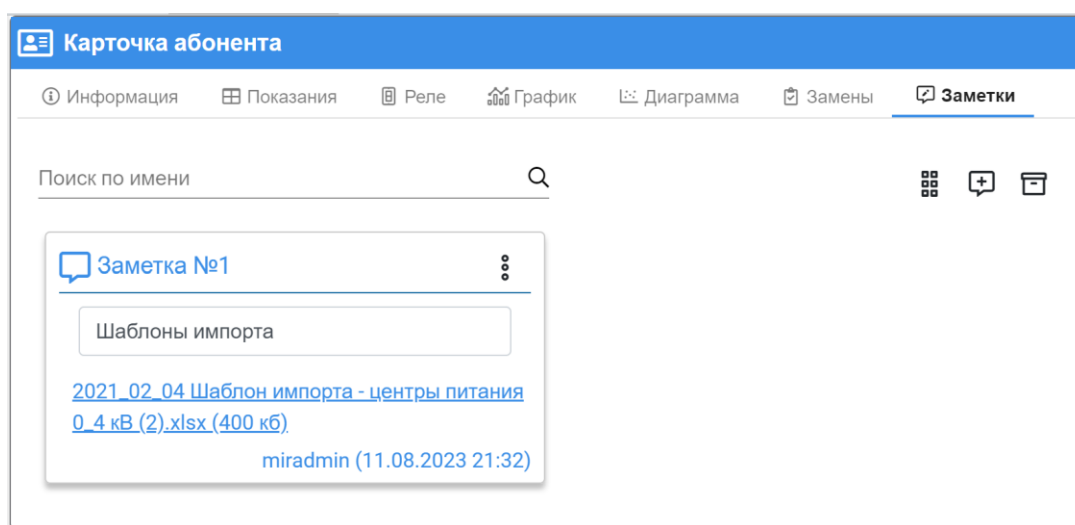 Карточка абонента
Информация Показания Реле График Диаграмма Замены Заметки
Поиск по имени
Заметка №1
Шаблоны импорта
2021_02_04 Шаблон импорта - центры питания
0_4 кВ (2).xlsx (400 кб)
miradmin (11.08.2023 21:32)